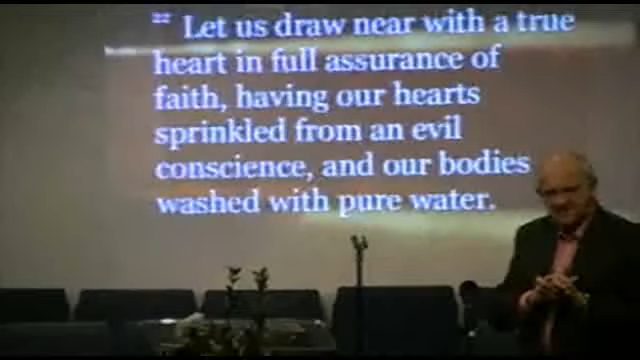 22 Let us draw near with a true
heart in full assurance of
faith, having our hearts
sprinkled from an evil
conscience, and our bodies
washed with pure water.